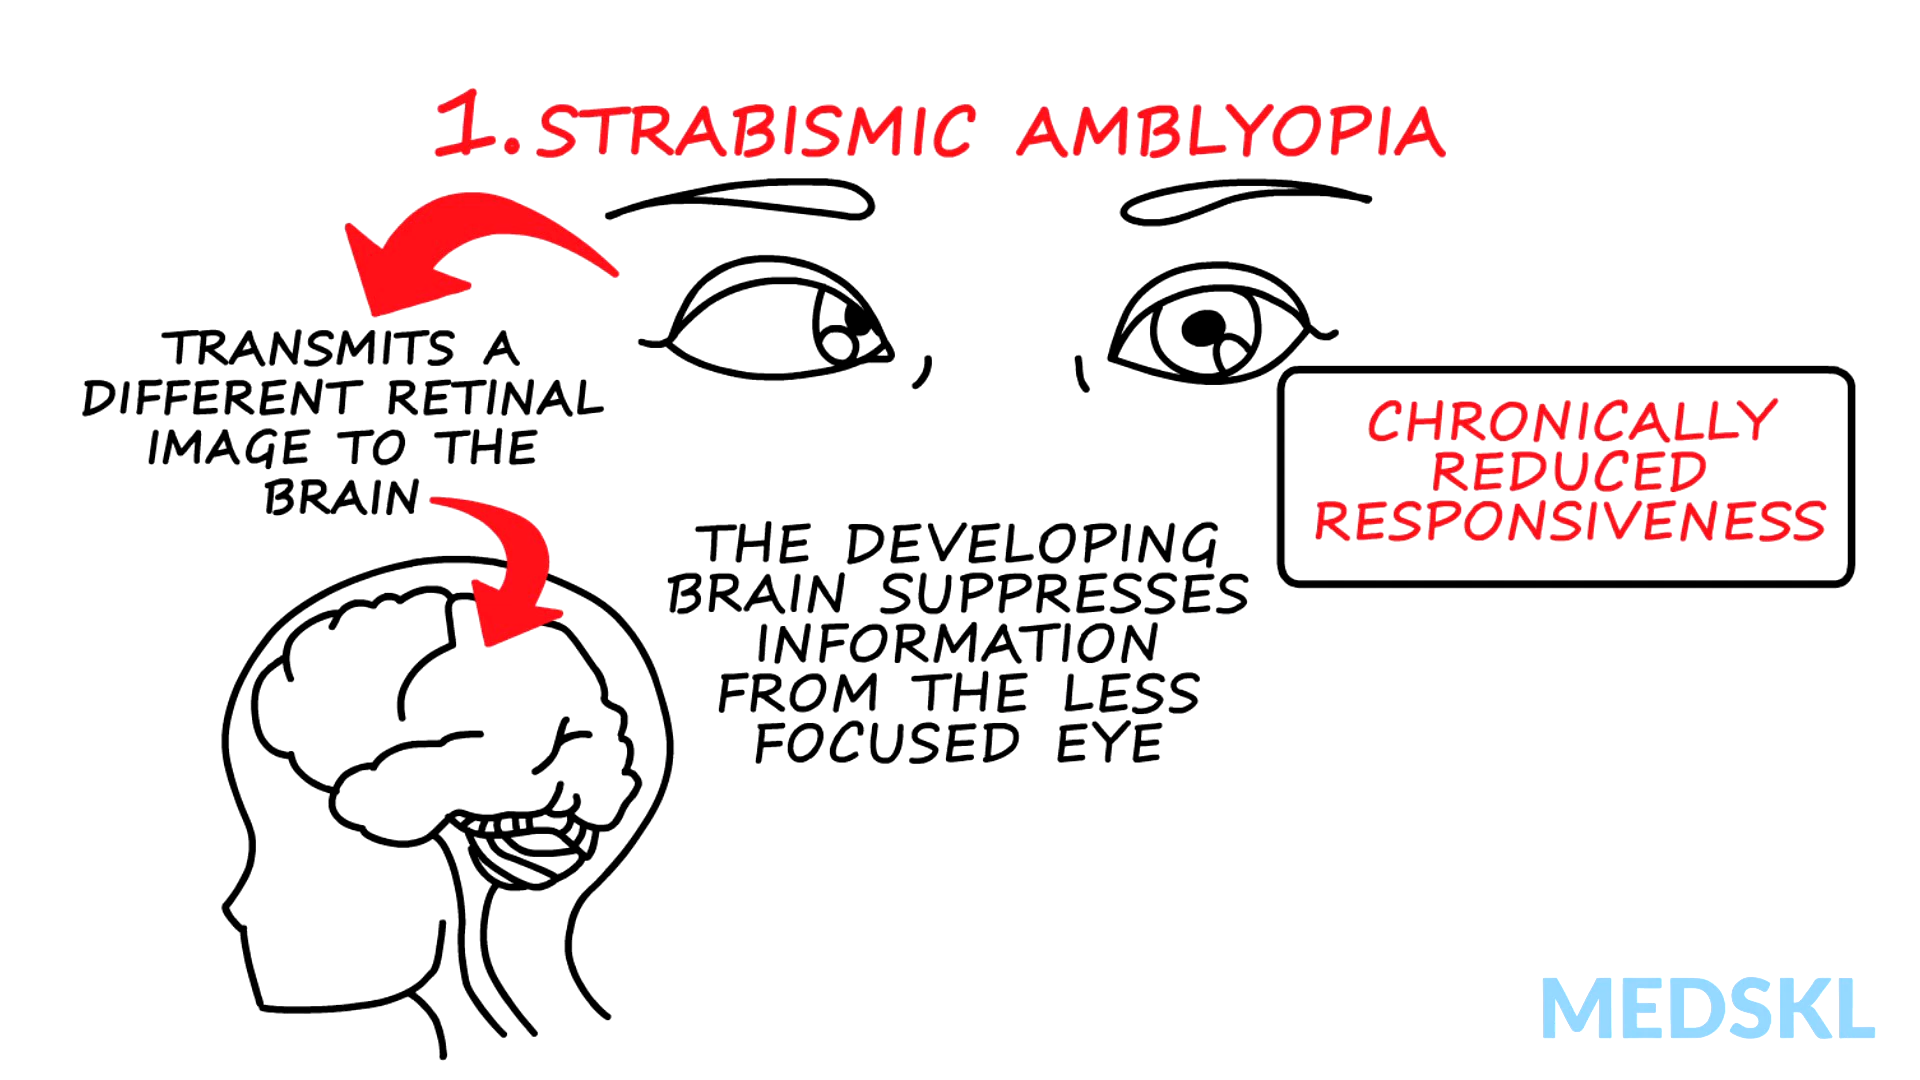 1. STRABISMIC AMBLYOPIA
TRANSMITS A
DIFFERENT RETINAL
IMAGE TO THE
BRAIN
THE DEVELOPING
BRAIN SUPPRESSES
INFORMATION
FROM THE LESS
FOCUSED EYE
CHRONICALLY
REDUCED
RESPONSIVENESS
MEDSKL